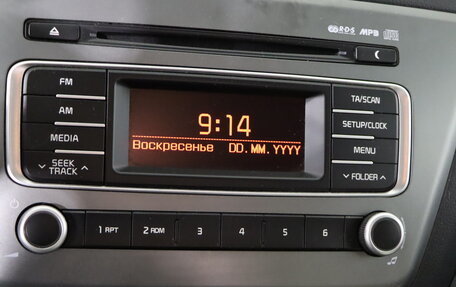 R·D·S MP3
FM
AM
MEDIA
SEEK
TRACK
9:14
Воскресенье DD.MM.YYYY
TA/SCAN
SETUP/CLOCK
MENU
FOLDER
1 RPT 2 RDM 3 4 5 6